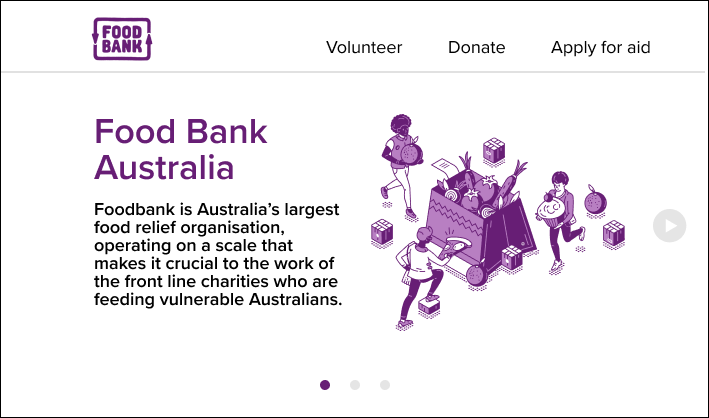 FOOD
BANK
Volunteer
Donate
Apply for aid
Food Bank
Australia
Foodbank is Australia’s largest
food relief organisation,
operating on a scale that
makes it crucial to the work of
the front line charities who are
feeding vulnerable Australians.